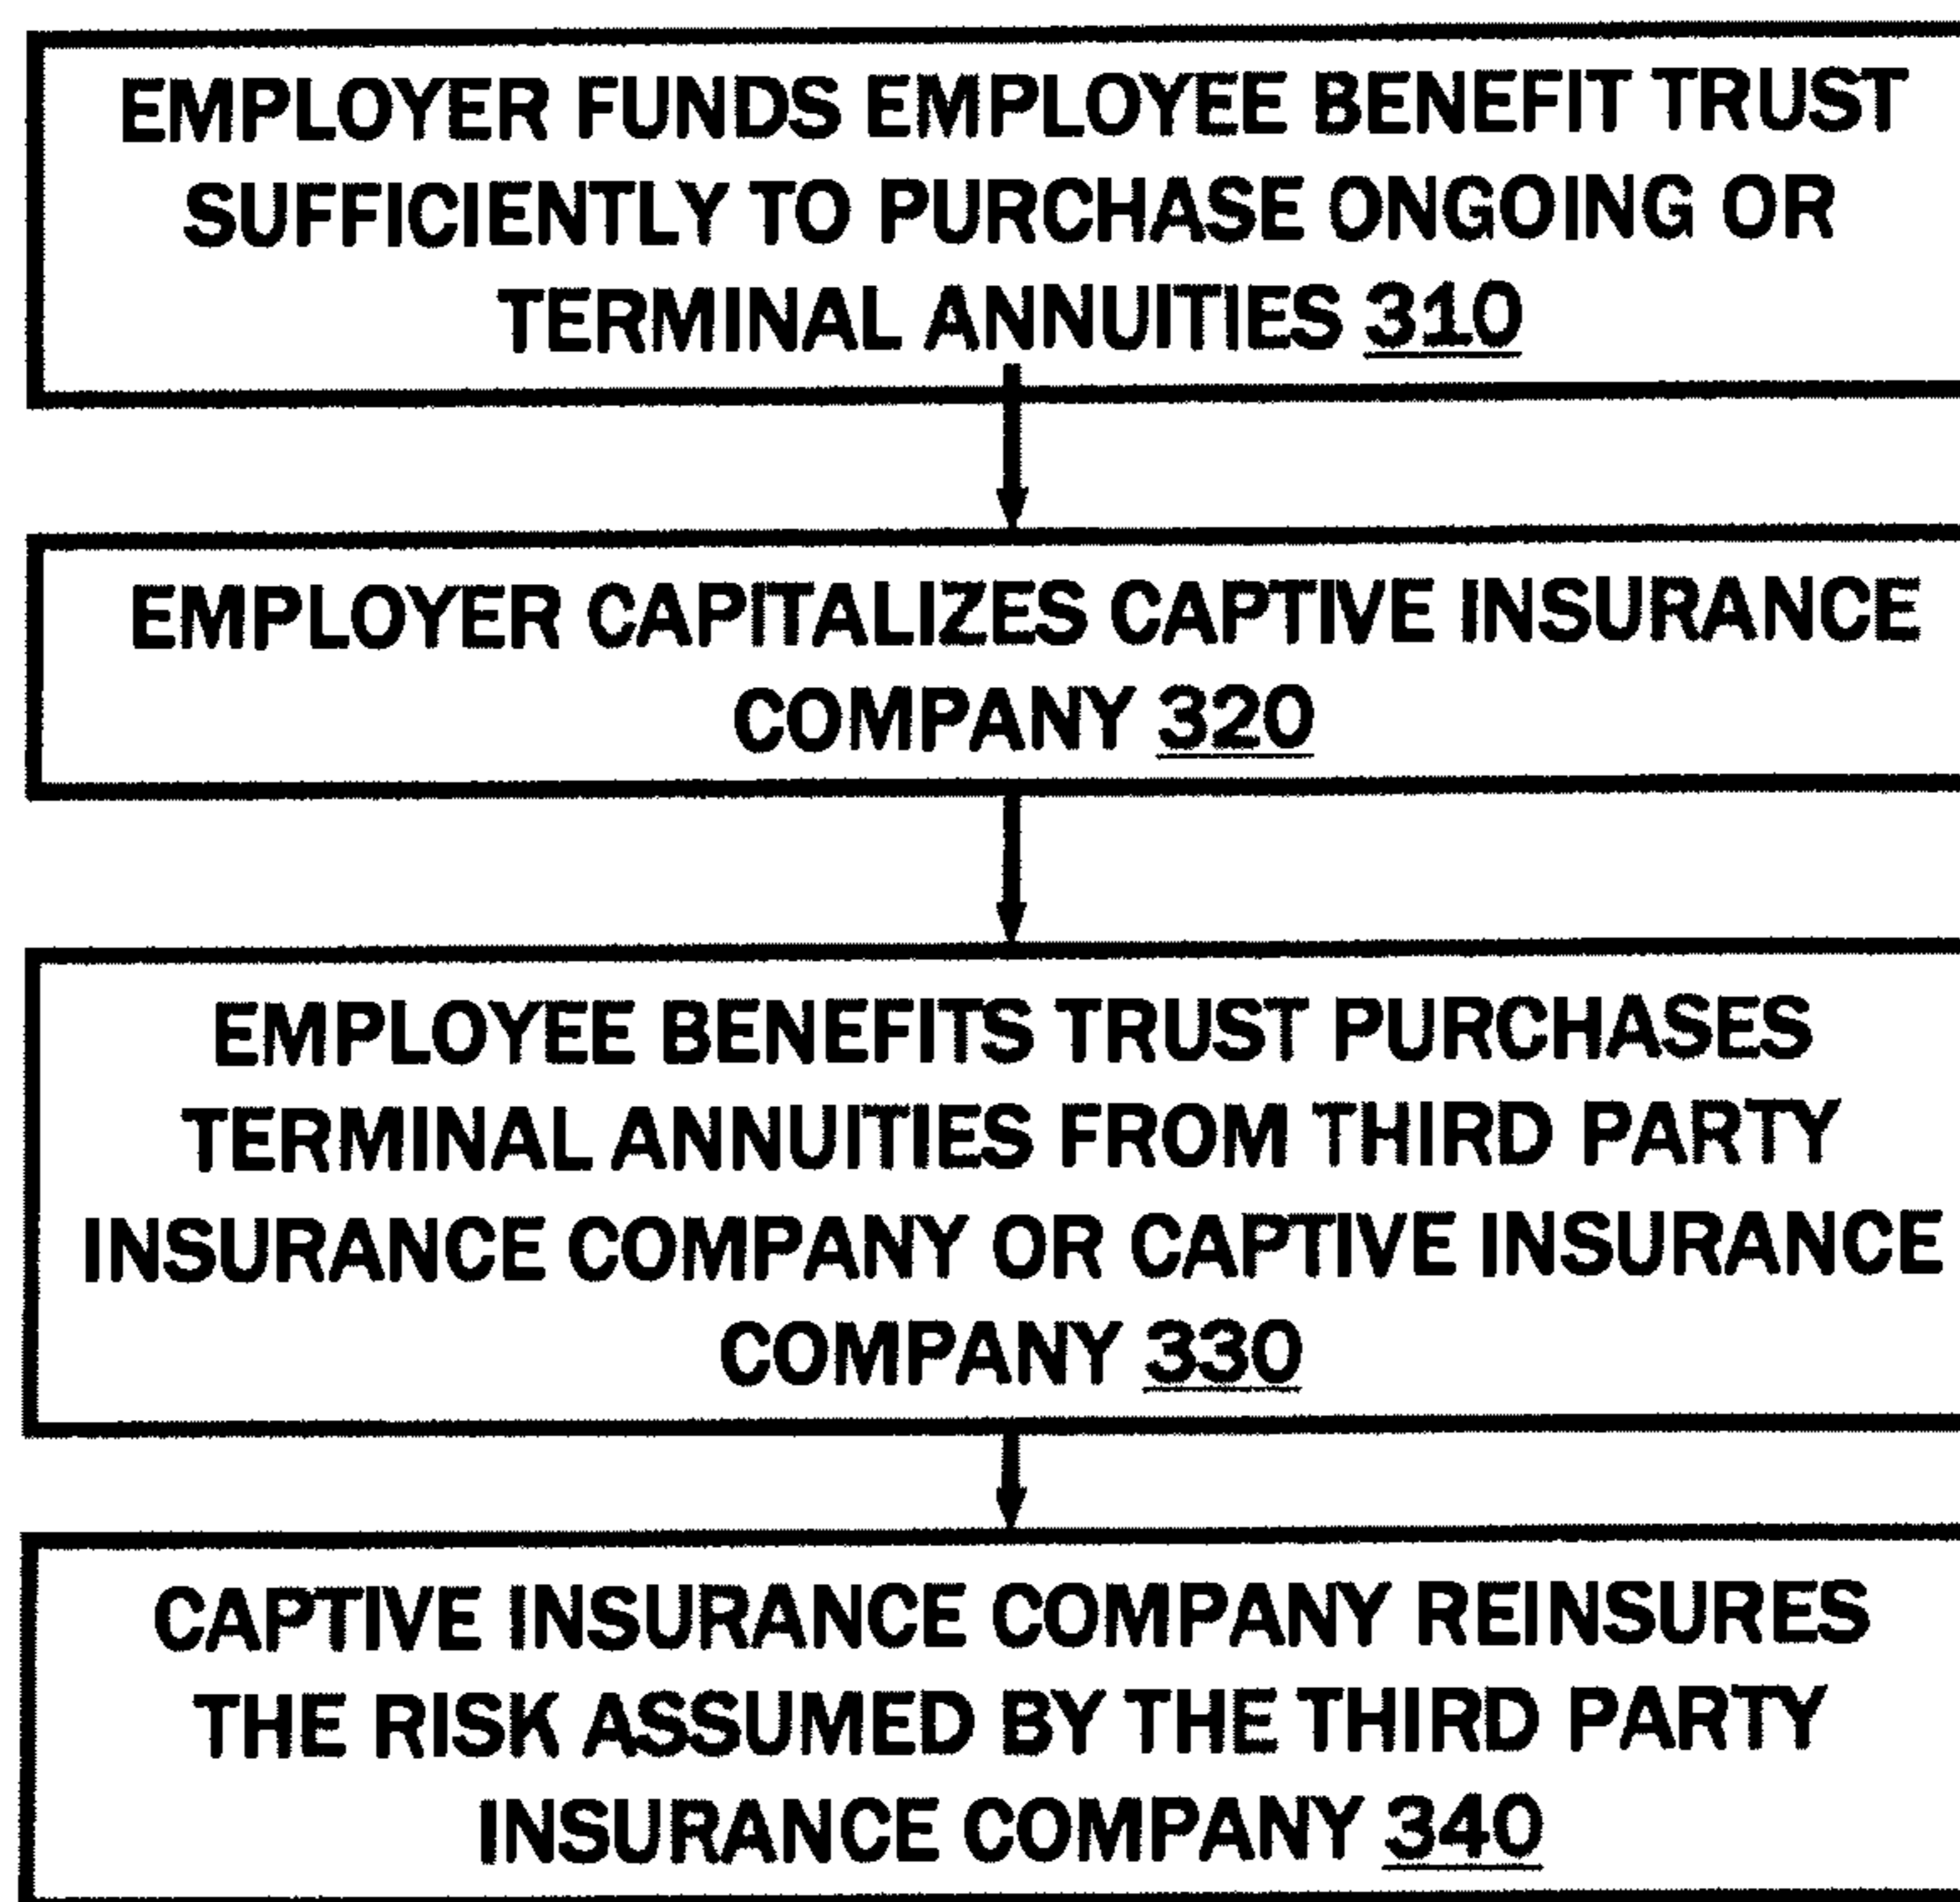 EMPLOYER FUNDS EMPLOYEE BENEFIT TRUST
SUFFICIENTLY TO PURCHASE ONGOING OR
TERMINAL ANNUITIES 310
EMPLOYER CAPITALIZES CAPTIVE INSURANCE
COMPANY 320
EMPLOYEE BENEFITS TRUST PURCHASES
TERMINAL ANNUITIES FROM THIRD PARTY
INSURANCE COMPANY OR CAPTIVE INSURANCE
COMPANY 330
CAPTIVE INSURANCE COMPANY REINSURES
THE RISK ASSUMED BY THE THIRD PARTY
INSURANCE COMPANY 340